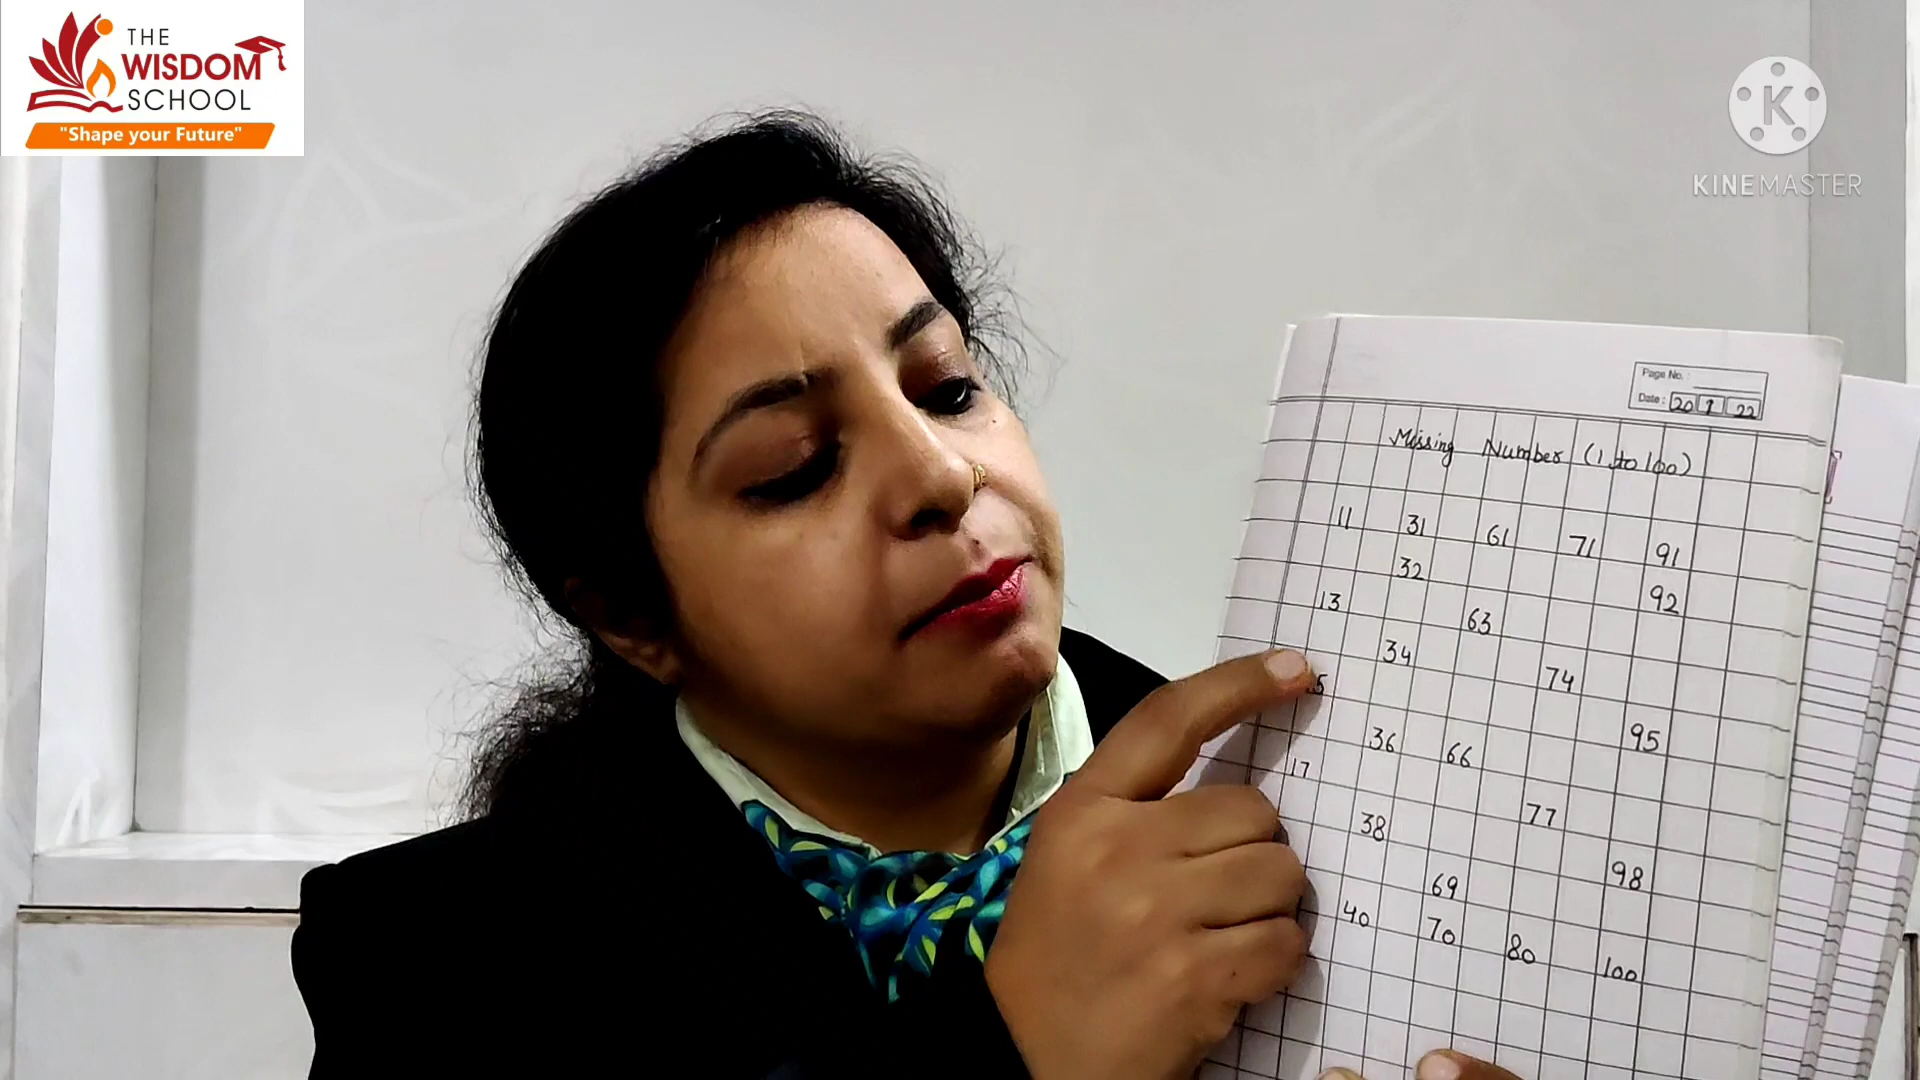 THE
WISDOM
SCHOOL
"Shape your Future"
K
KINEMASTER
Page No. :
Date : 20 1 22
Missing Number (1 to 100)
11 31 61 71 91
32 92
13 63
34 74
15
95
36 66
17
77
38
98
69
40 70 80 100